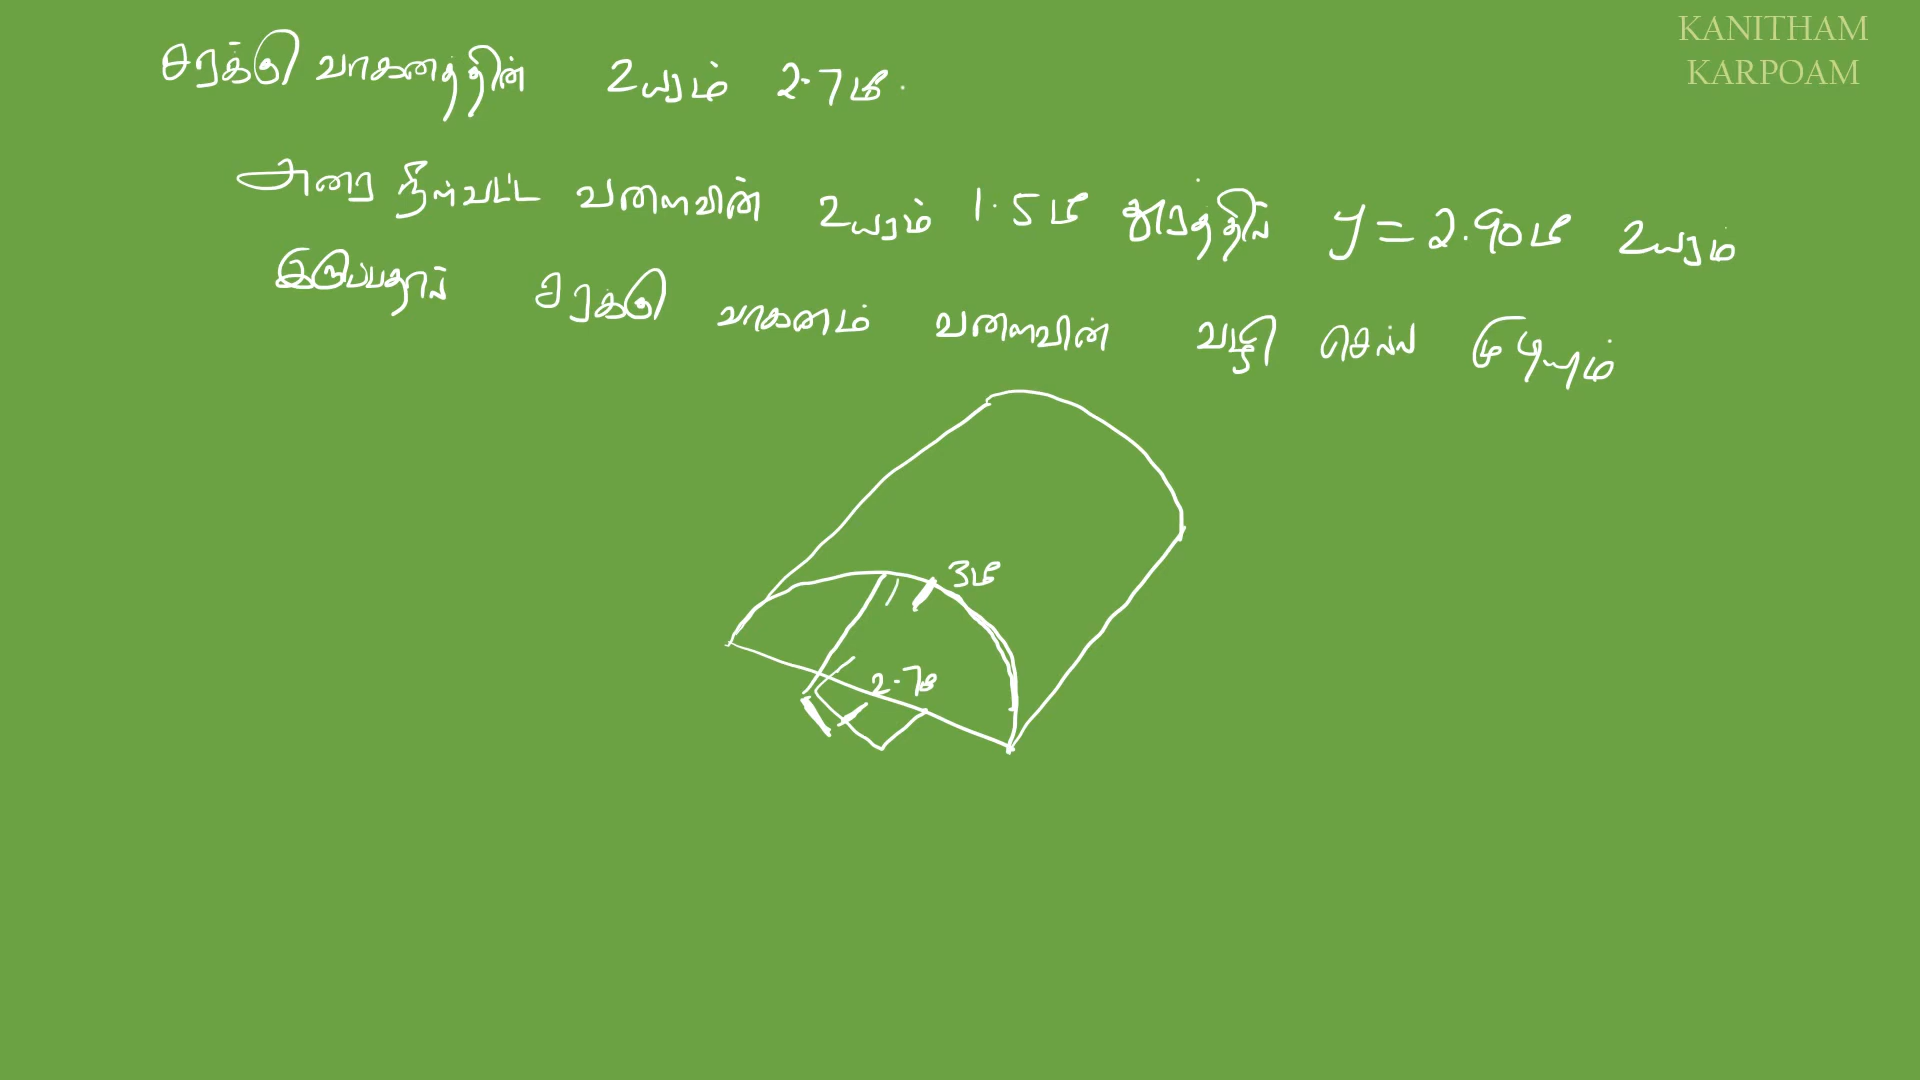 KANITHAM
KARPOAM
சரக்கு வாகனத்தின் உயரம் 2.7மீ.
அரை நீள்வட்ட வளைவின் உயரம் 1.5மீ தூரத்தில் y = 2.90மீ உயரம்
இருப்பதால் சரக்கு வாகனம் வளைவின் வழி செல்ல முடியும்
3மீ
2.7மீ